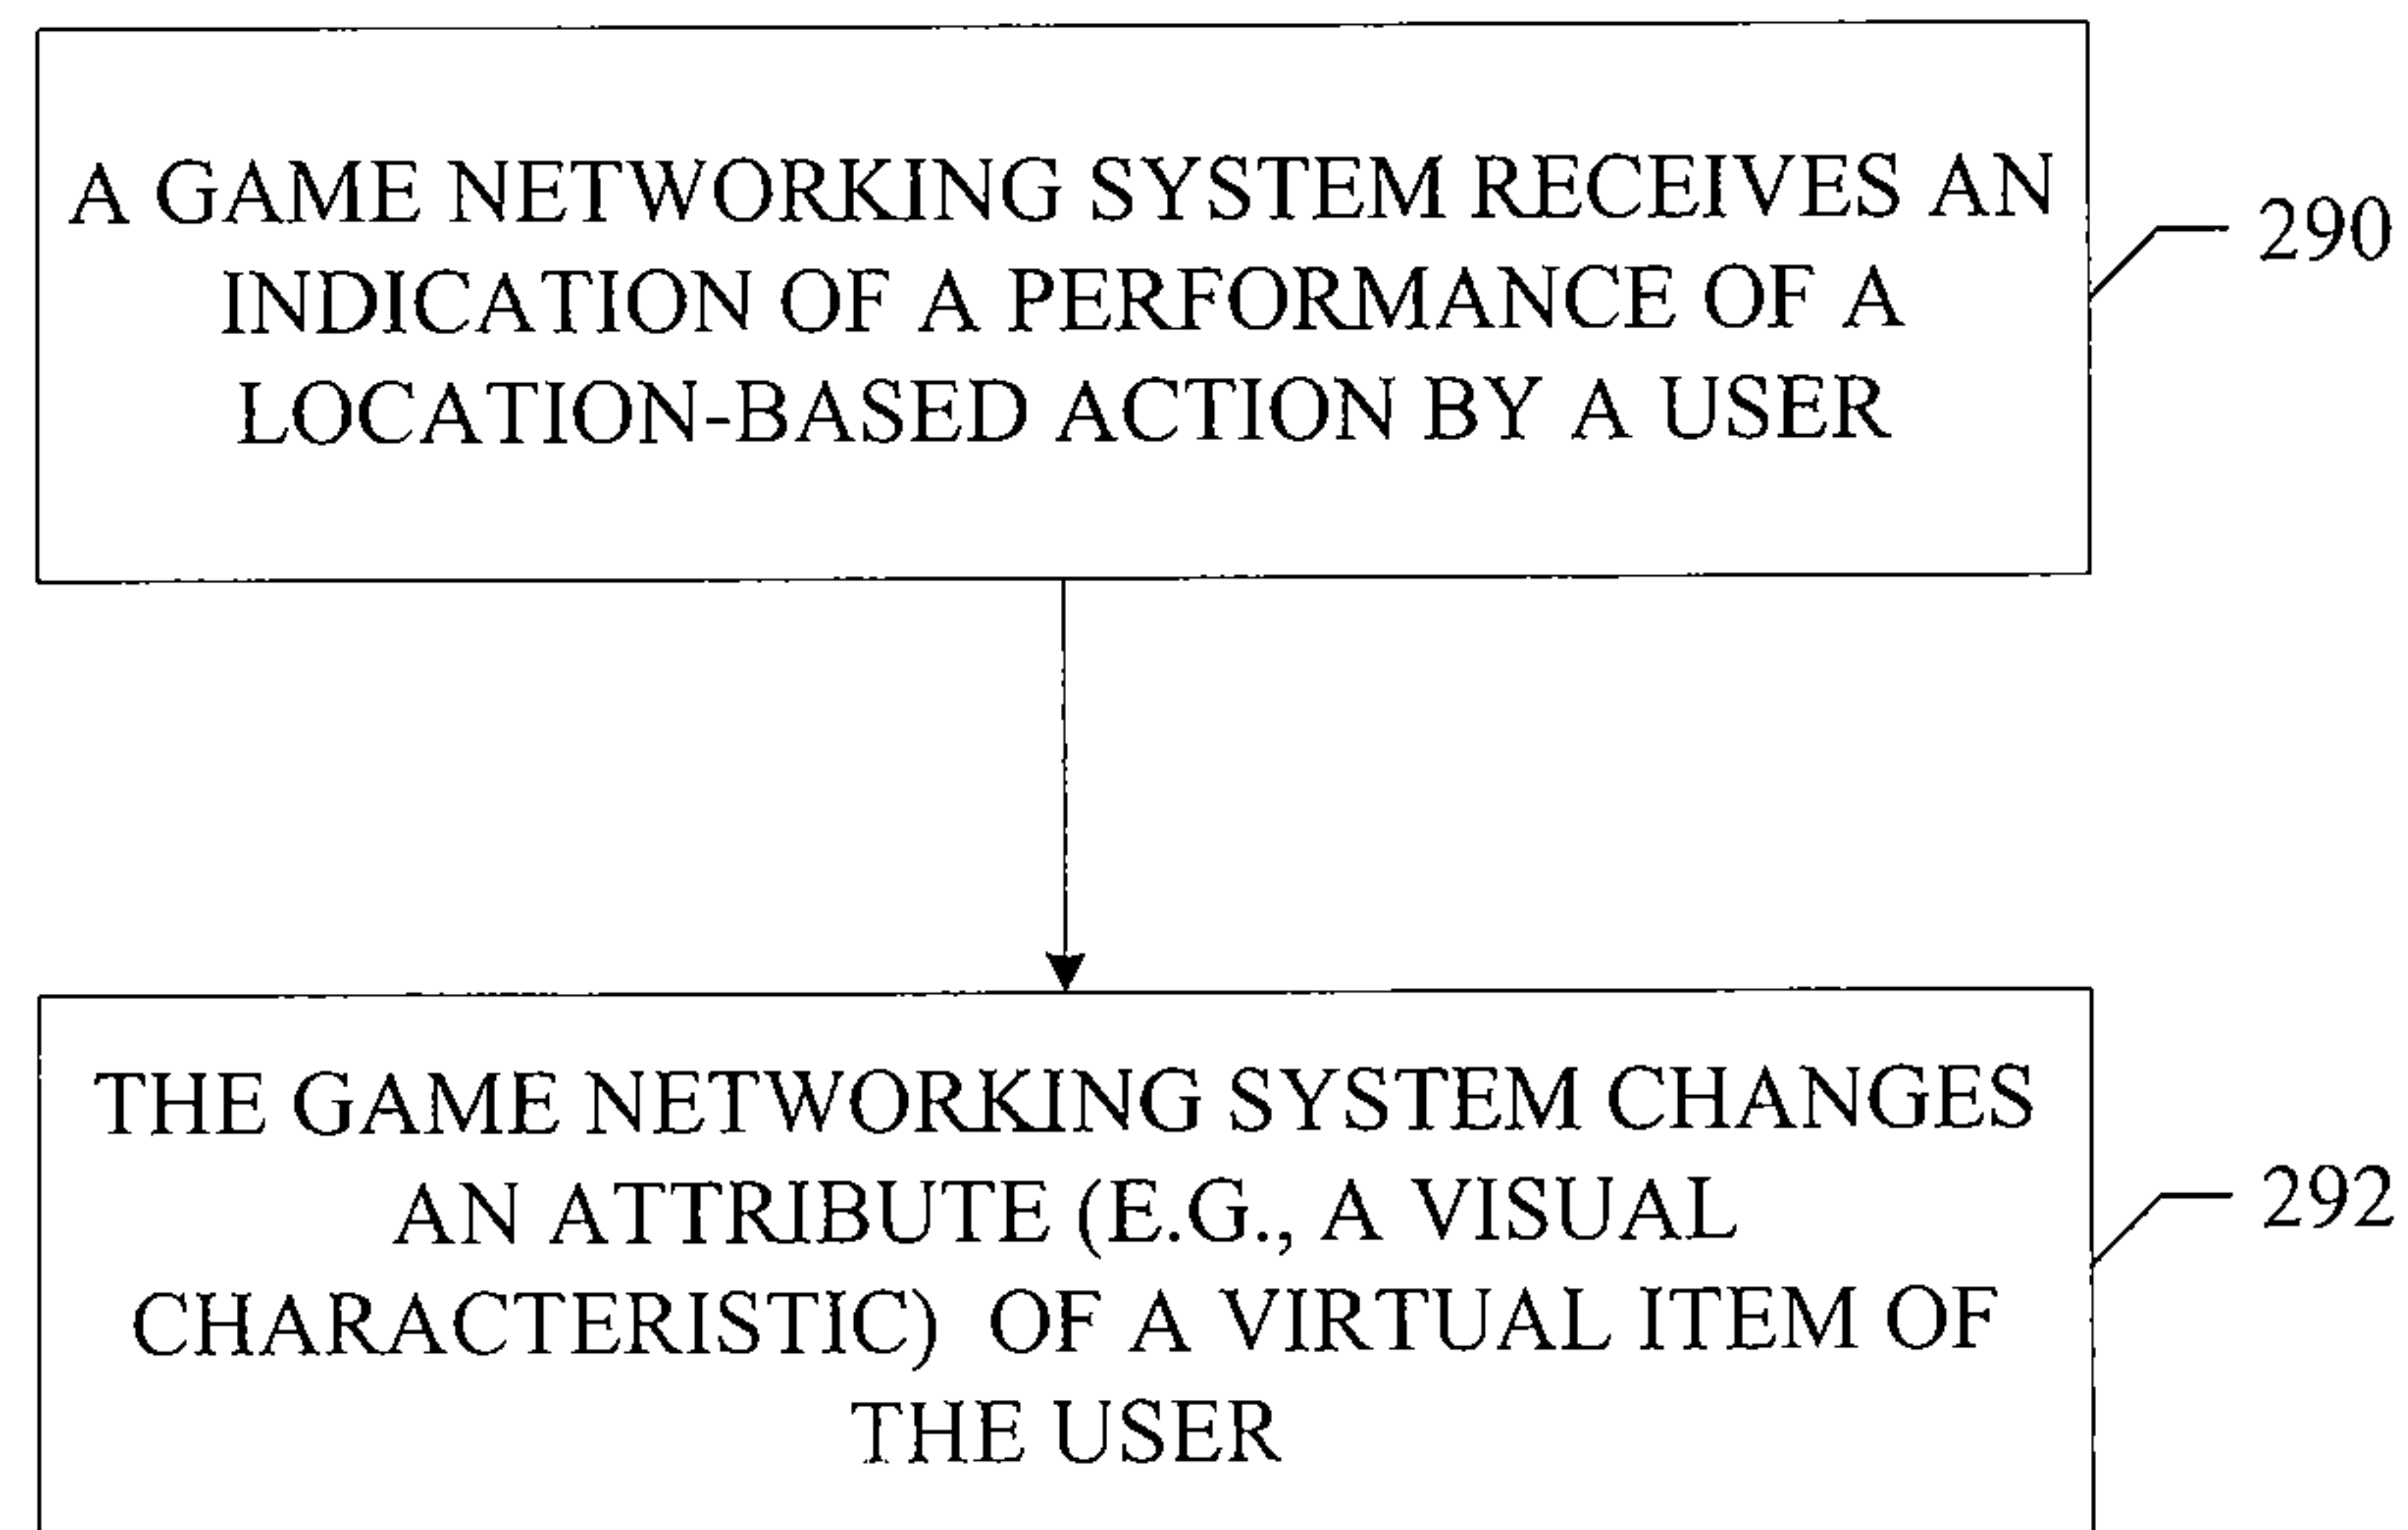 A GAME NETWORKING SYSTEM RECEIVES AN
INDICATION OF A PERFORMANCE OF A
LOCATION-BASED ACTION BY A USER
290
THE GAME NETWORKING SYSTEM CHANGES
AN ATTRIBUTE (E.G., A VISUAL
CHARACTERISTIC) OF A VIRTUAL ITEM OF
THE USER
292